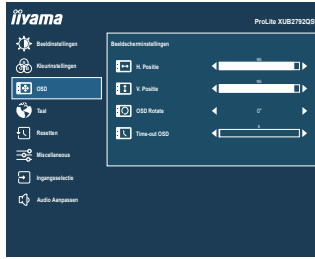 iiyama
ProLite XUB2792QS
Beeldinstellingen
Kleurinstellingen
OSD
Taal
Resetten
Miscellaneous
Ingangsselectie
Audio Aanpassen
Beeldscherminstellingen
H. Positie
V. Positie
OSD Rotate
0°
Time-out OSD